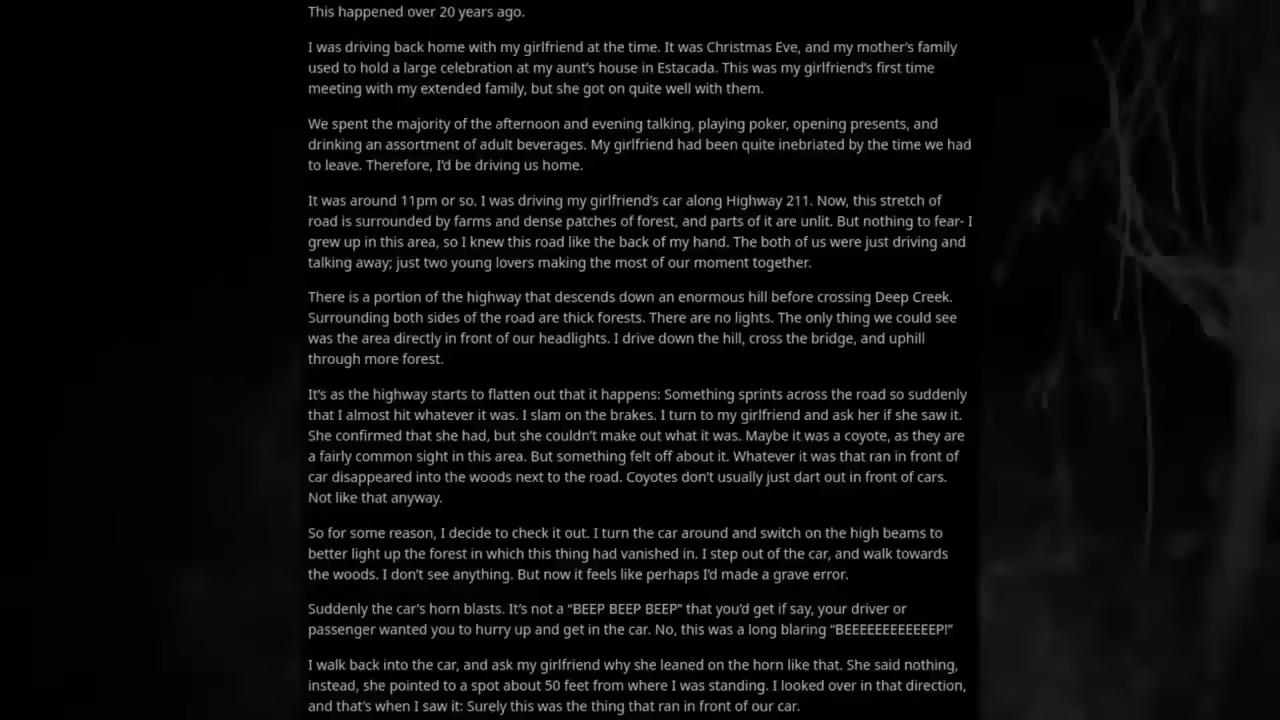 This happened over 20 years ago.
I was driving back home with my girlfriend at the time. It was Christmas Eve, and my mother’s family
used to hold a large celebration at my aunt’s house in Estacada. This was my girlfriend’s first time
meeting with my extended family, but she got on quite well with them.
We spent the majority of the afternoon and evening talking, playing poker, opening presents, and
drinking an assortment of adult beverages. My girlfriend had been quite inebriated by the time we had
to leave. Therefore, I’d be driving us home.
It was around 11pm or so. I was driving my girlfriend’s car along Highway 211. Now, this stretch of
road is surrounded by farms and dense patches of forest, and parts of it are unlit. But nothing to fear- I
grew up in this area, so I knew this road like the back of my hand. The both of us were just driving and
talking away; just two young lovers making the most of our moment together.
There is a portion of the highway that descends down an enormous hill before crossing Deep Creek.
Surrounding both sides of the road are thick forests. There are no lights. The only thing we could see
was the area directly in front of our headlights. I drive down the hill, cross the bridge, and uphill
through more forest.
It’s as the highway starts to flatten out that it happens: Something sprints across the road so suddenly
that I almost hit whatever it was. I slam on the brakes. I turn to my girlfriend and ask her if she saw it.
She confirmed that she had, but she couldn’t make out what it was. Maybe it was a coyote, as they are
a fairly common sight in this area. But something felt off about it. Whatever it was that ran in front of
car disappeared into the woods next to the road. Coyotes don’t usually just dart out in front of cars.
Not like that anyway.
So for some reason, I decide to check it out. I turn the car around and switch on the high beams to
better light up the forest in which this thing had vanished in. I step out of the car, and walk towards
the woods. I don’t see anything. But now it feels like perhaps I’d made a grave error.
Suddenly the car’s horn blasts. It’s not a “BEEP BEEP BEEP” that you’d get if say, your driver or
passenger wanted you to hurry up and get in the car. No, this was a long blaring “BEEEEEEEEEEEEP!”
I walk back into the car, and ask my girlfriend why she leaned on the horn like that. She said nothing,
instead, she pointed to a spot about 50 feet from where I was standing. I looked over in that direction,
and that’s when I saw it: Surely this was the thing that ran in front of our car.